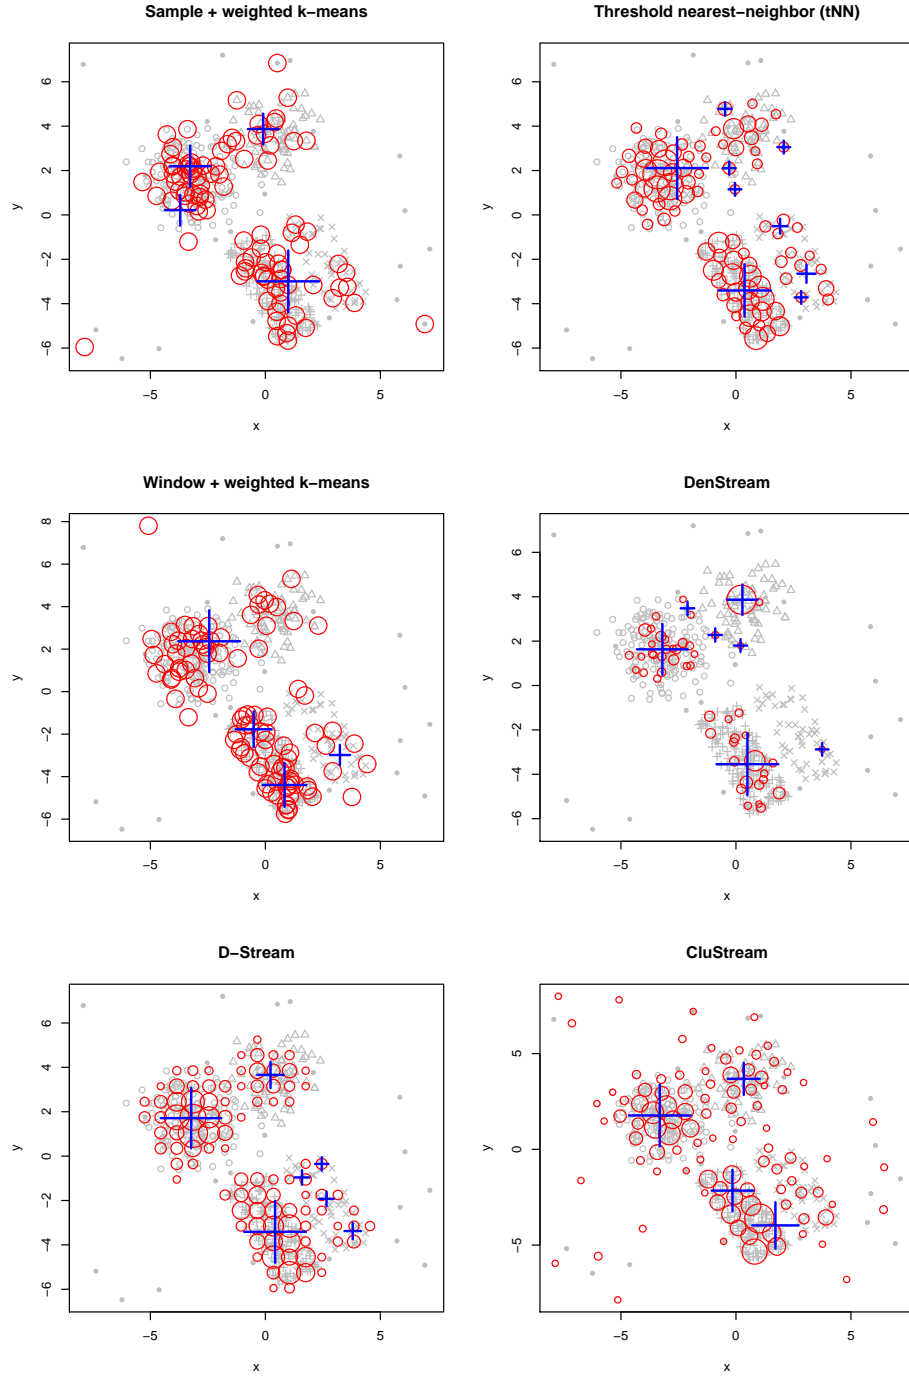 Sample + weighted k−means
6
4
2
0
−2
−4
−6
y
−5 0 5
x
Threshold nearest−neighbor (tNN)
6
4
2
0
−2
−4
−6
y
−5 0 5
x
Window + weighted k−means
8
6
4
2
0
−2
−4
−6
y
−5 0 5
x
DenStream
6
4
2
0
−2
−4
−6
y
−5 0 5
x
D−Stream
6
4
2
0
−2
−4
−6
y
−5 0 5
x
CluStream
5
0
−5
y
−5 0 5
x